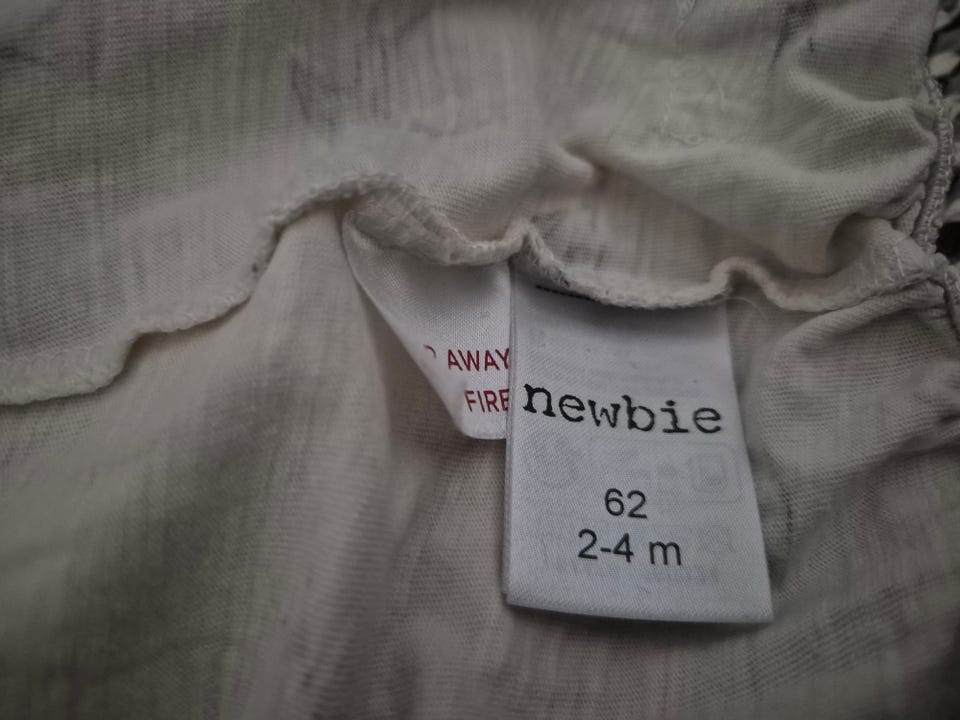 AWAY
FIRE
newbie
62
2-4 m